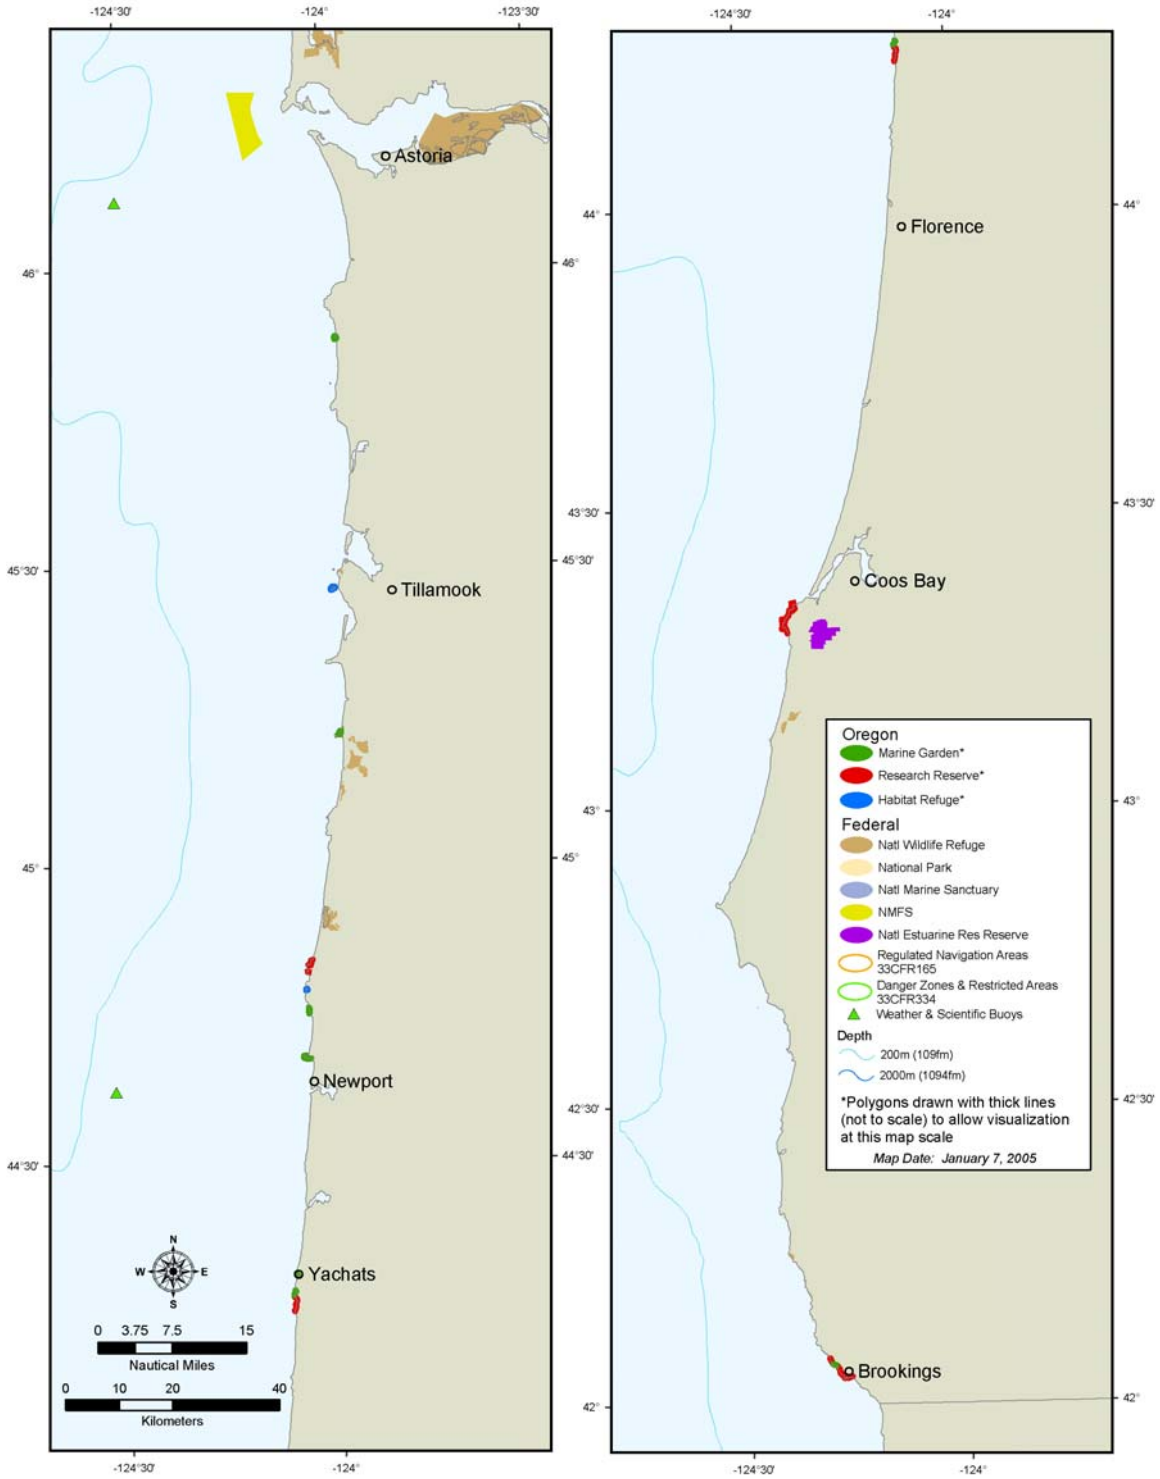 -124°30'
-124°
-123°30'
-124°30'
-124°
Astoria
46°
46°
44°
44°
Florence
43°30'
43°30'
45°30'
45°30'
Tillamook
Coos Bay
Oregon
Marine Garden*
Research Reserve*
Habitat Refuge*
Federal
Natl Wildlife Refuge
National Park
Natl Marine Sanctuary
NMFS
Natl Estuarine Res Reserve
Regulated Navigation Areas
33CFR165
Danger Zones & Restricted Areas
33CFR334
Weather & Scientific Buoys
Depth
200m (109fm)
2000m (1094fm)
*Polygons drawn with thick lines
(not to scale) to allow visualization
at this map scale
Map Date: January 7, 2005
43°
43°
45°
45°
Newport
42°30'
42°30'
44°30'
44°30'
N
W E
S
Yachats
0 3.75 7.5 15
Nautical Miles
0 10 20 40
Kilometers
Brookings
42°
42°
-124°30'
-124°
-124°30'
-124°